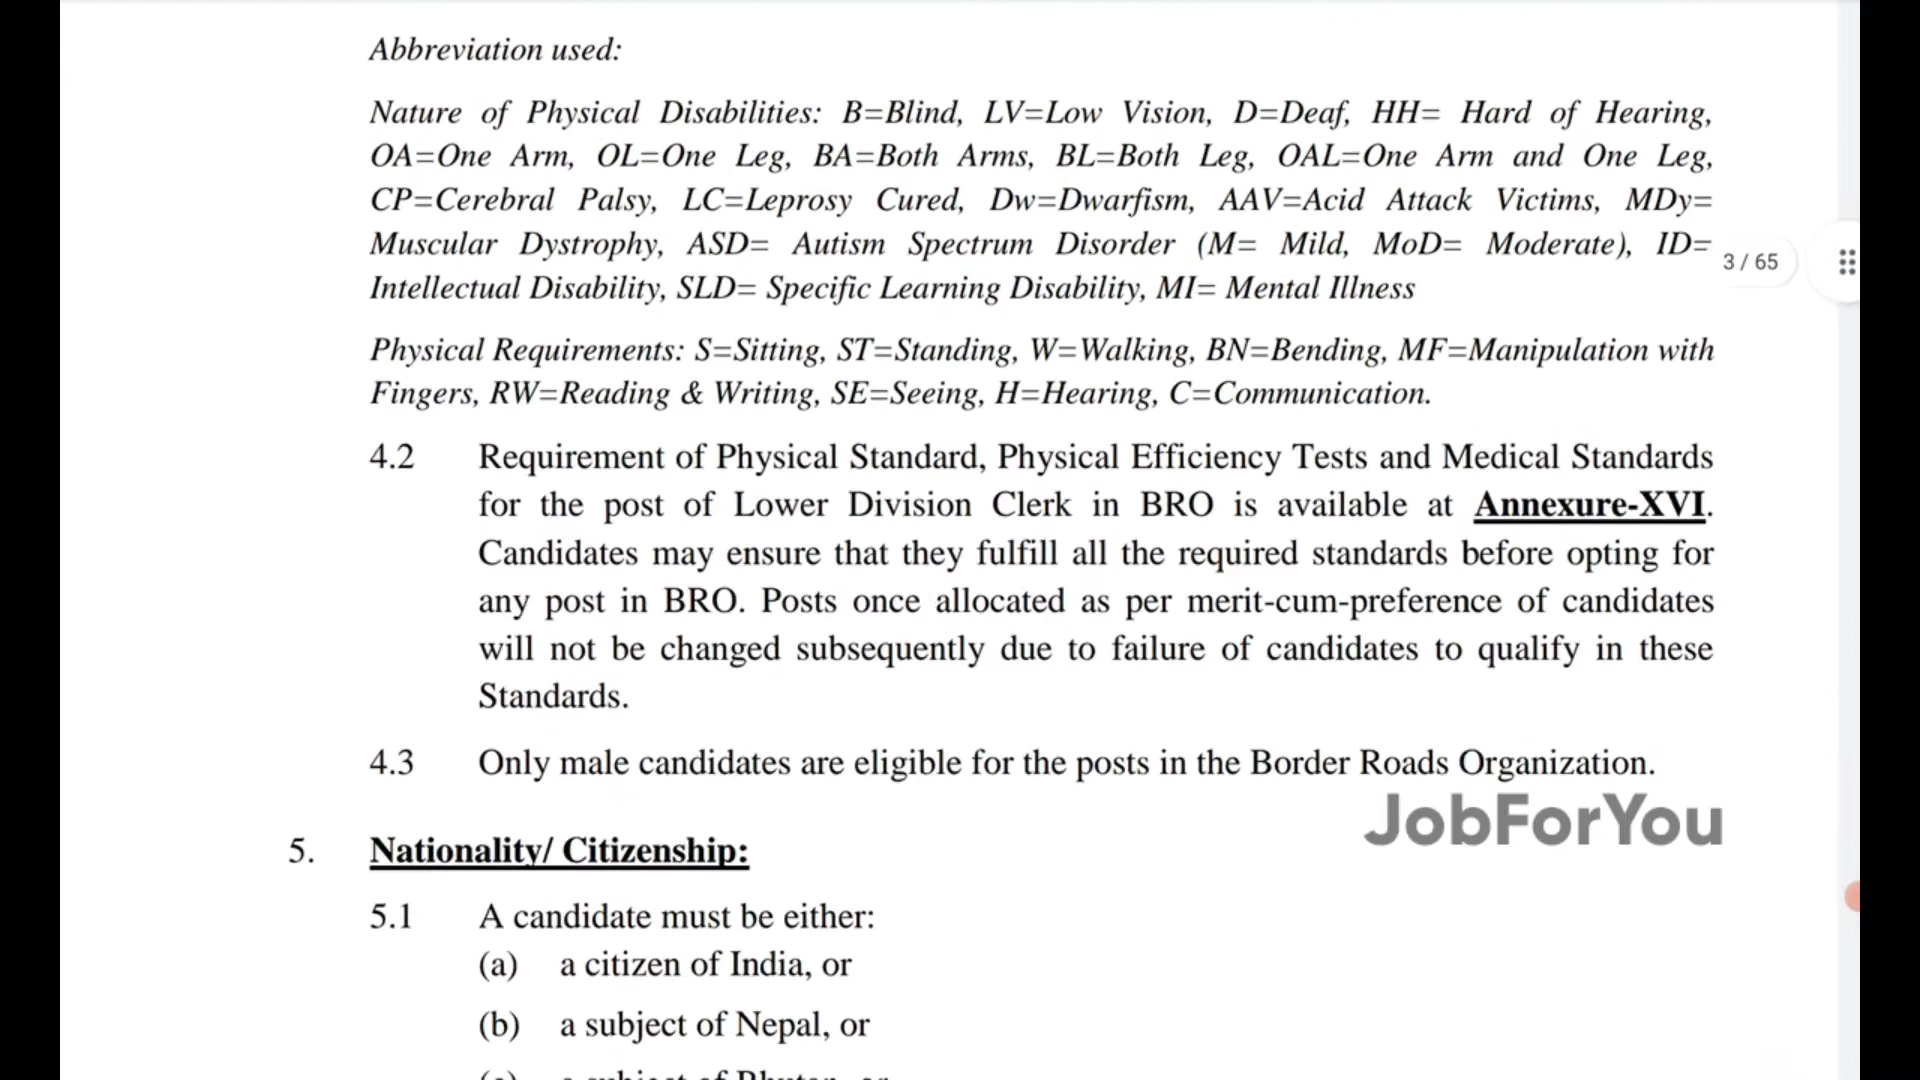 Abbreviation used:
Nature of Physical Disabilities: B=Blind, LV=Low Vision, D=Deaf, HH= Hard of Hearing,
OA=One Arm, OL=One Leg, BA=Both Arms, BL=Both Leg, OAL=One Arm and One Leg,
CP=Cerebral Palsy, LC=Leprosy Cured, Dw=Dwarfism, AAV=Acid Attack Victims, MDy=
Muscular Dystrophy, ASD= Autism Spectrum Disorder (M= Mild, MoD= Moderate), ID=
Intellectual Disability, SLD= Specific Learning Disability, MI= Mental Illness
3 / 65
Physical Requirements: S=Sitting, ST=Standing, W=Walking, BN=Bending, MF=Manipulation with
Fingers, RW=Reading & Writing, SE=Seeing, H=Hearing, C=Communication.
4.2 Requirement of Physical Standard, Physical Efficiency Tests and Medical Standards
for the post of Lower Division Clerk in BRO is available at Annexure-XVI.
Candidates may ensure that they fulfill all the required standards before opting for
any post in BRO. Posts once allocated as per merit-cum-preference of candidates
will not be changed subsequently due to failure of candidates to qualify in these
Standards.
4.3 Only male candidates are eligible for the posts in the Border Roads Organization.
JobForYou
5. Nationality/ Citizenship:
5.1 A candidate must be either:
(a) a citizen of India, or
(b) a subject of Nepal, or